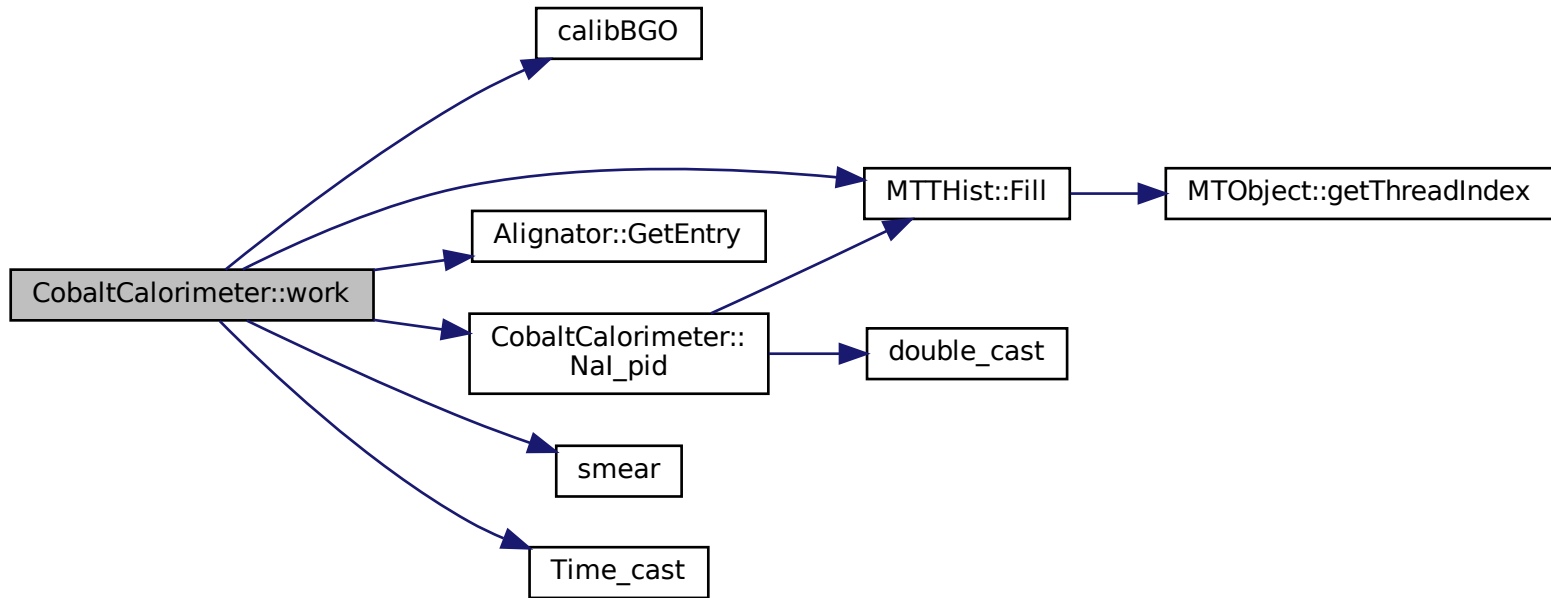 calibBGO
MTTHist::Fill
MTObject::getThreadIndex
Alignator::GetEntry
CobaltCalorimeter::work
CobaltCalorimeter::
NaI_pid
double_cast
smear
Time_cast